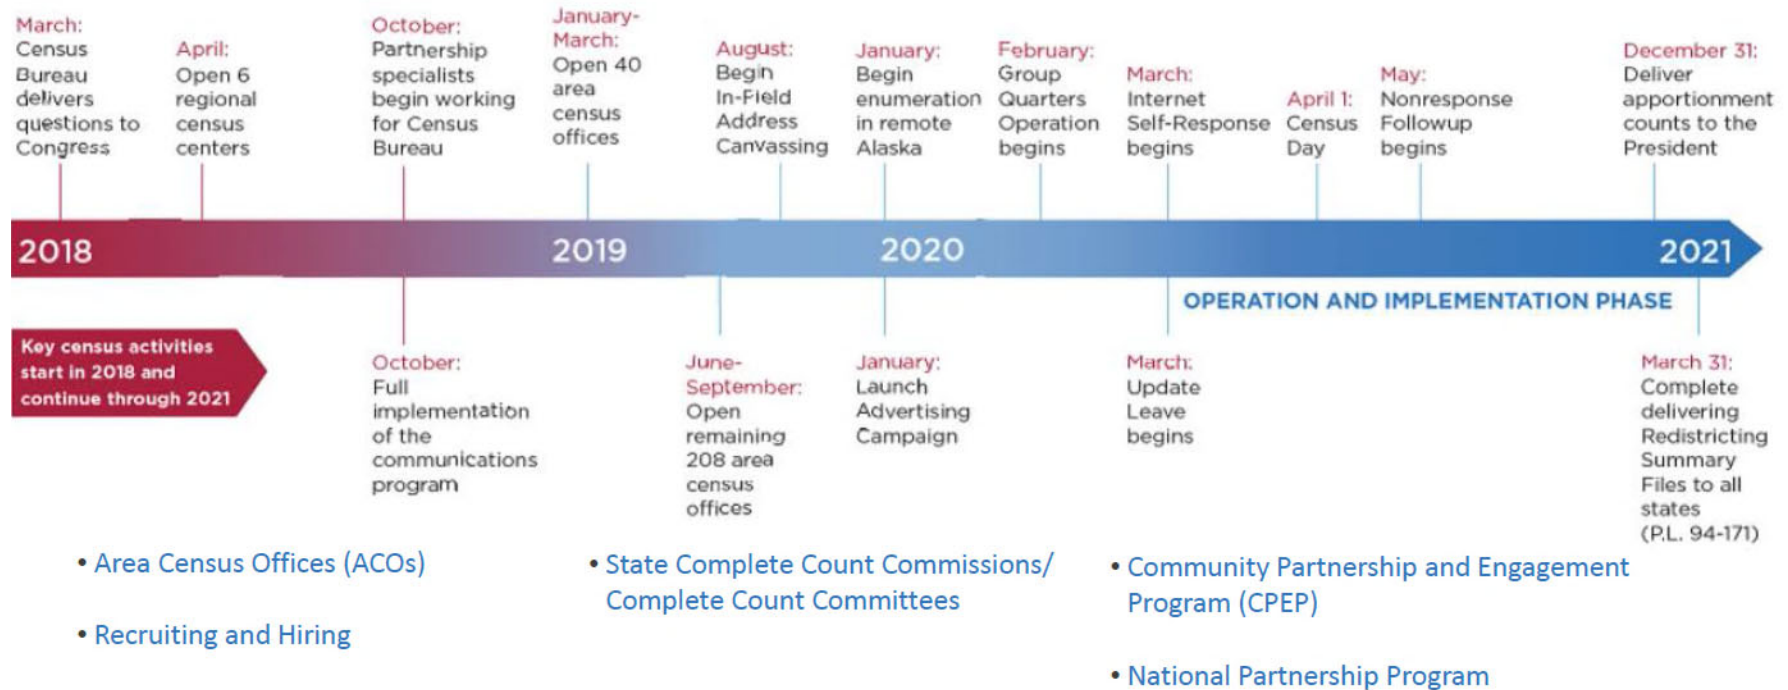 March:
Census
Bureau
delivers
questions to
Congress
April:
Open 6
regional
census
centers
October:
Partnership
specialists
begin working
for Census
Bureau
January-
March:
Open 40
area
census
offices
August:
Begin
In-Field
Address
Canvassing
January:
Begin
enumeration
in remote
Alaska
February:
Group
Quarters
Operation
begins
March:
Internet
Self-Response
begins
April 1:
Census
Day
May:
Nonresponse
Followup
begins
December 31:
Deliver
apportionment
counts to the
President
2018
2019
2020
2021
OPERATION AND IMPLEMENTATION PHASE
Key census activities
start in 2018 and
continue through 2021
October:
Full
implementation
of the
communications
program
June-
September:
Open
remaining
208 area
census
offices
January:
Launch
Advertising
Campaign
March:
Update
Leave
begins
March 31:
Complete
delivering
Redistricting
Summary
Files to all
states
(P.L. 94-171)
• Area Census Offices (ACOs)
• Recruiting and Hiring
• State Complete Count Commissions/
Complete Count Committees
• Community Partnership and Engagement
Program (CPEP)
• National Partnership Program